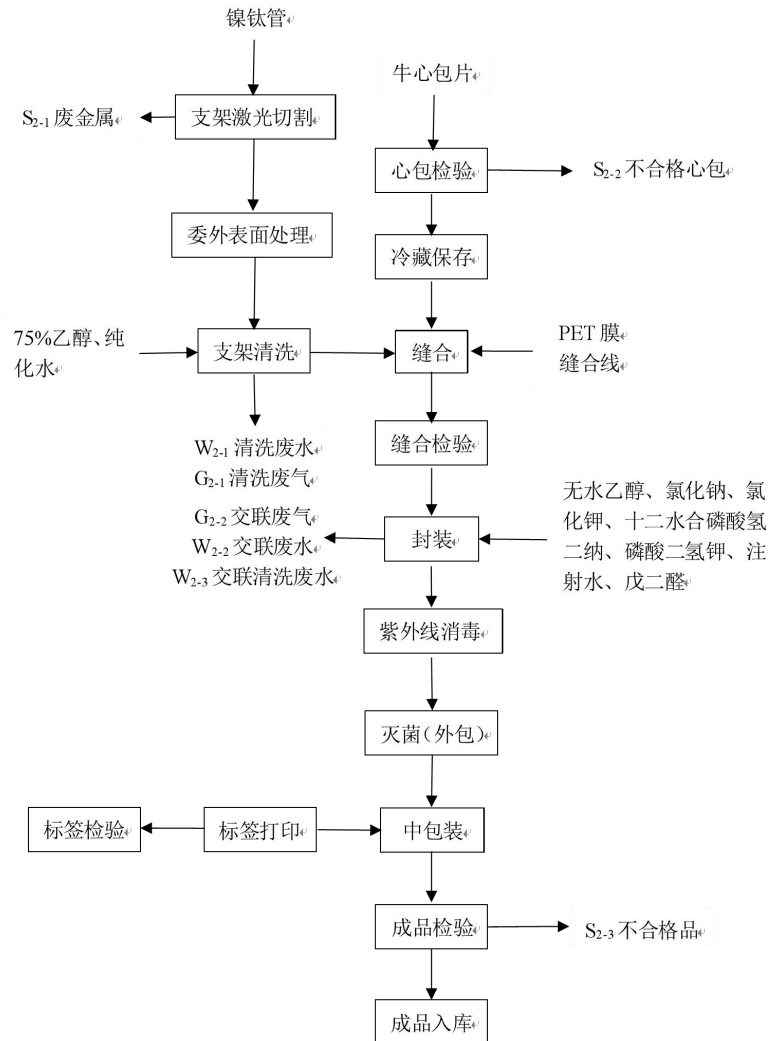 镍钛管
牛心包片
S2-1 废金属
支架激光切割
心包检验
S2-2 不合格心包
委外表面处理
冷藏保存
75%乙醇、纯
化水
支架清洗
缝合
PET 膜
缝合线
W2-1 清洗废水
G2-1 清洗废气
缝合检验
G2-2 交联废气
W2-2 交联废水
W2-3 交联清洗废水
封装
无水乙醇、氯化钠、氯
化钾、十二水合磷酸氢
二纳、磷酸二氢钾、注
射水、戊二醛
紫外线消毒
灭菌（外包）
标签检验
标签打印
中包装
成品检验
S2-3 不合格品
成品入库